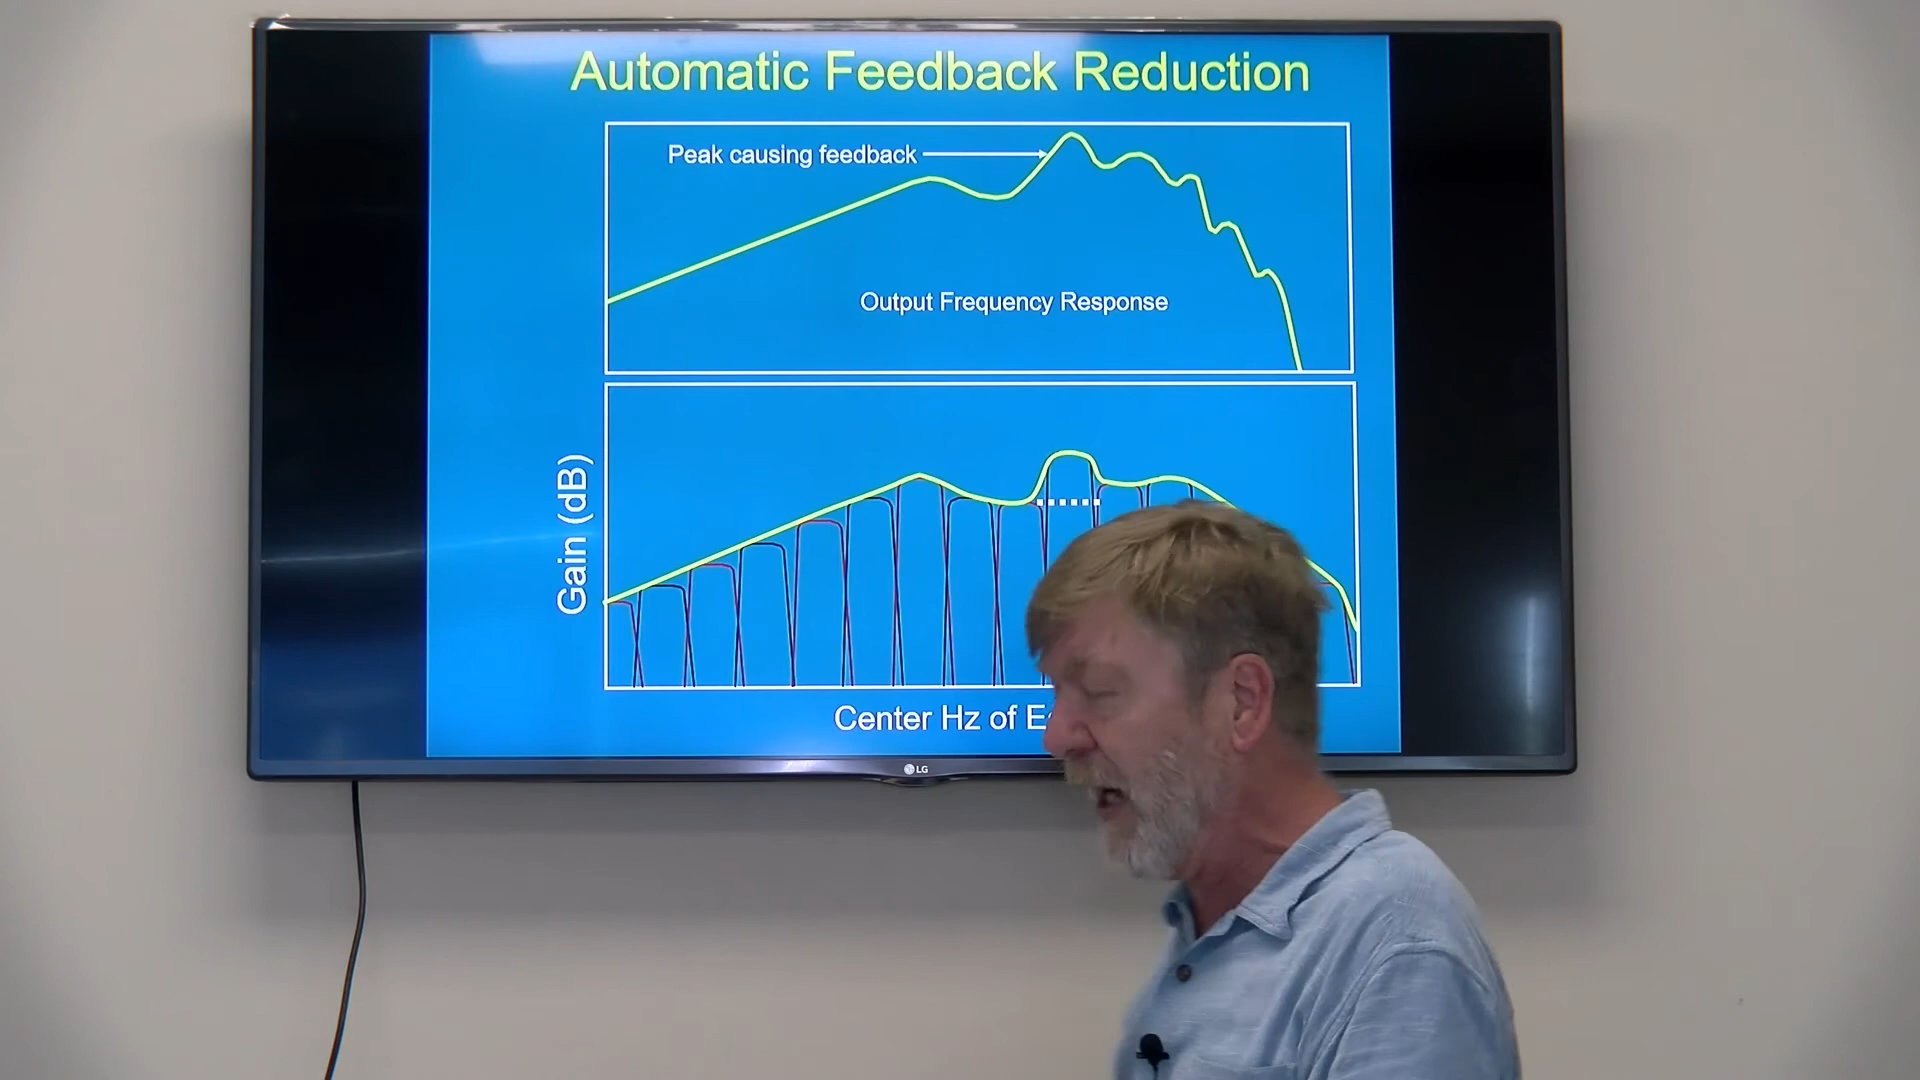 Automatic Feedback Reduction
Peak causing feedback
Output Frequency Response
Gain (dB)
Center Hz of
LG